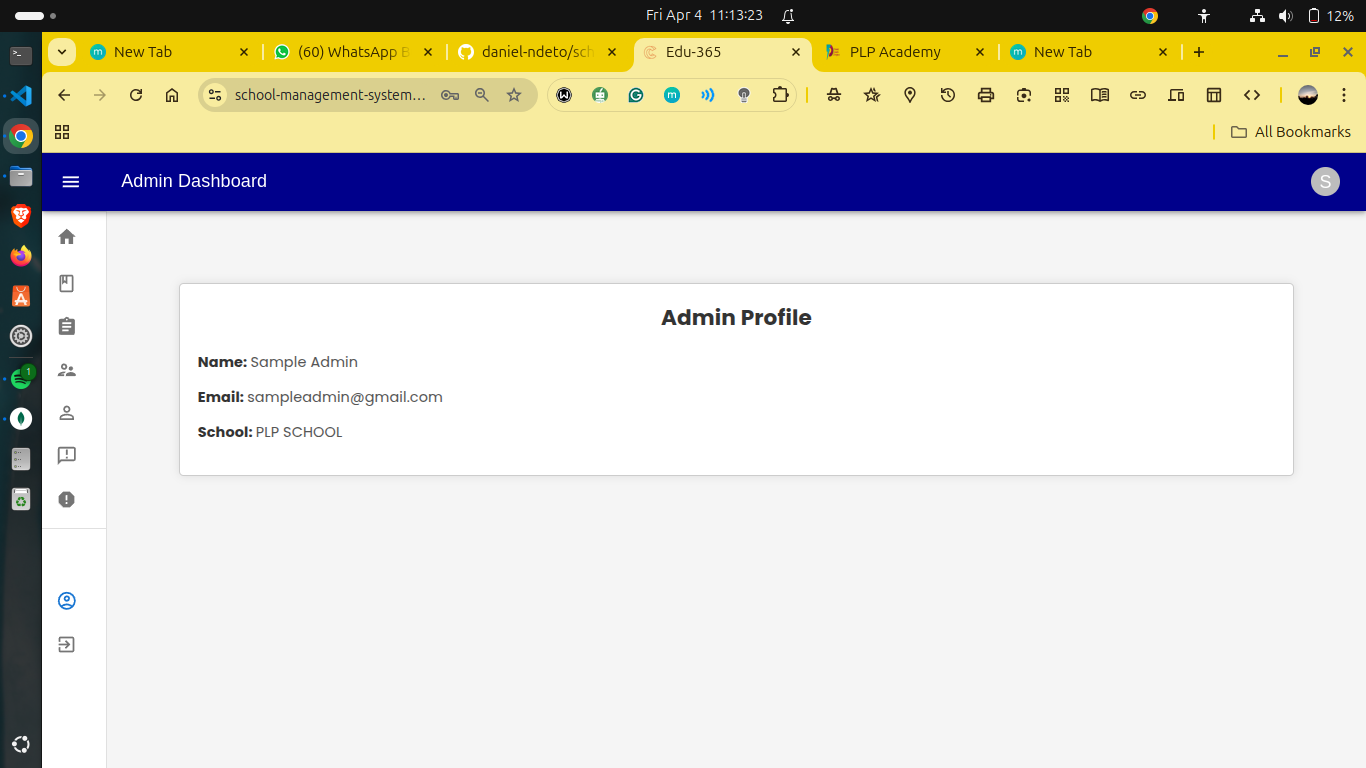 Fri Apr 4 11:13:23
12%
New Tab
(60) WhatsApp B
daniel-ndeto/sch
Edu-365
PLP Academy
New Tab
school-management-system…
All Bookmarks
Admin Dashboard
S
1
Admin Profile
Name: Sample Admin
Email: sampleadmin@gmail.com
School: PLP SCHOOL